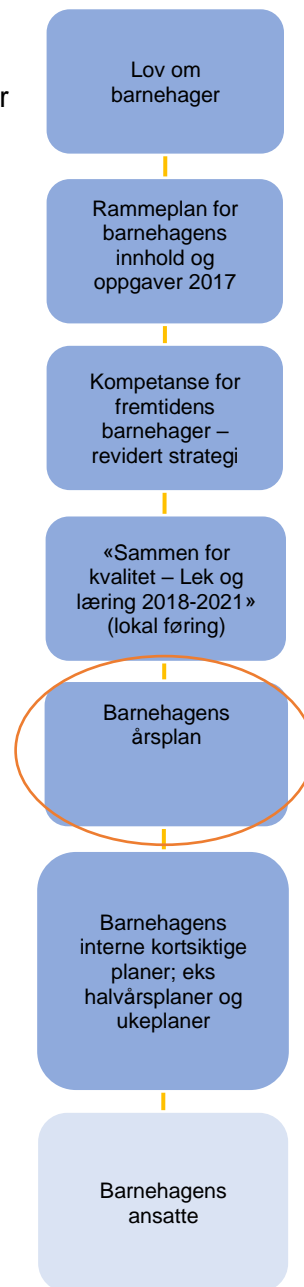 r
Lov om
barnehager
Rammeplan for
barnehagens
innhold og
oppgaver 2017
Kompetanse for
fremtidens
barnehager –
revidert strategi
«Sammen for
kvalitet – Lek og
læring 2018-2021»
(lokal føring)
Barnehagens
årsplan
Barnehagens
interne kortsiktige
planer; eks
halvårsplaner og
ukeplaner
Barnehagens
ansatte